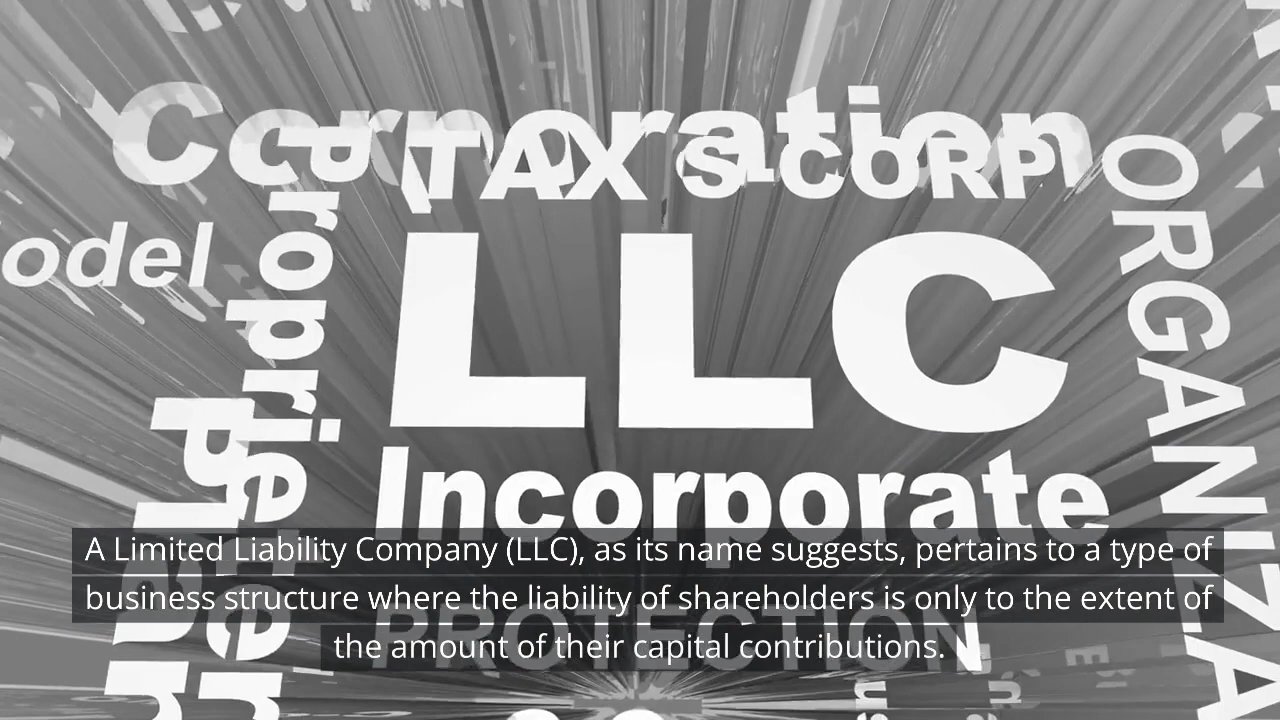 Corporation
TAX S CORP
odel
Proprieter
ORGANIZA
LLC
Incorporate
A Limited Liability Company (LLC), as its name suggests, pertains to a type of
business structure where the liability of shareholders is only to the extent of
the amount of their capital contributions.
PROTECTION